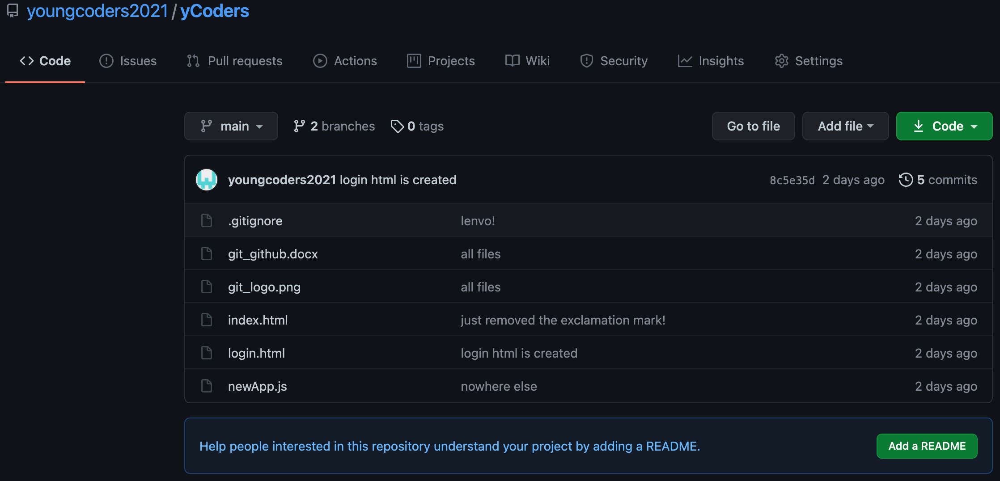 youngcoders2021 / yCoders
Code Issues Pull requests Actions Projects Wiki Security Insights Settings
main 2 branches 0 tags Go to file Add file Code
youngcoders2021 login html is created 8c5e35d 2 days ago 5 commits
.gitignore lenvo! 2 days ago
git_github.docx all files 2 days ago
git_logo.png all files 2 days ago
index.html just removed the exclamation mark! 2 days ago
login.html login html is created 2 days ago
newApp.js nowhere else 2 days ago
Help people interested in this repository understand your project by adding a README. Add a README